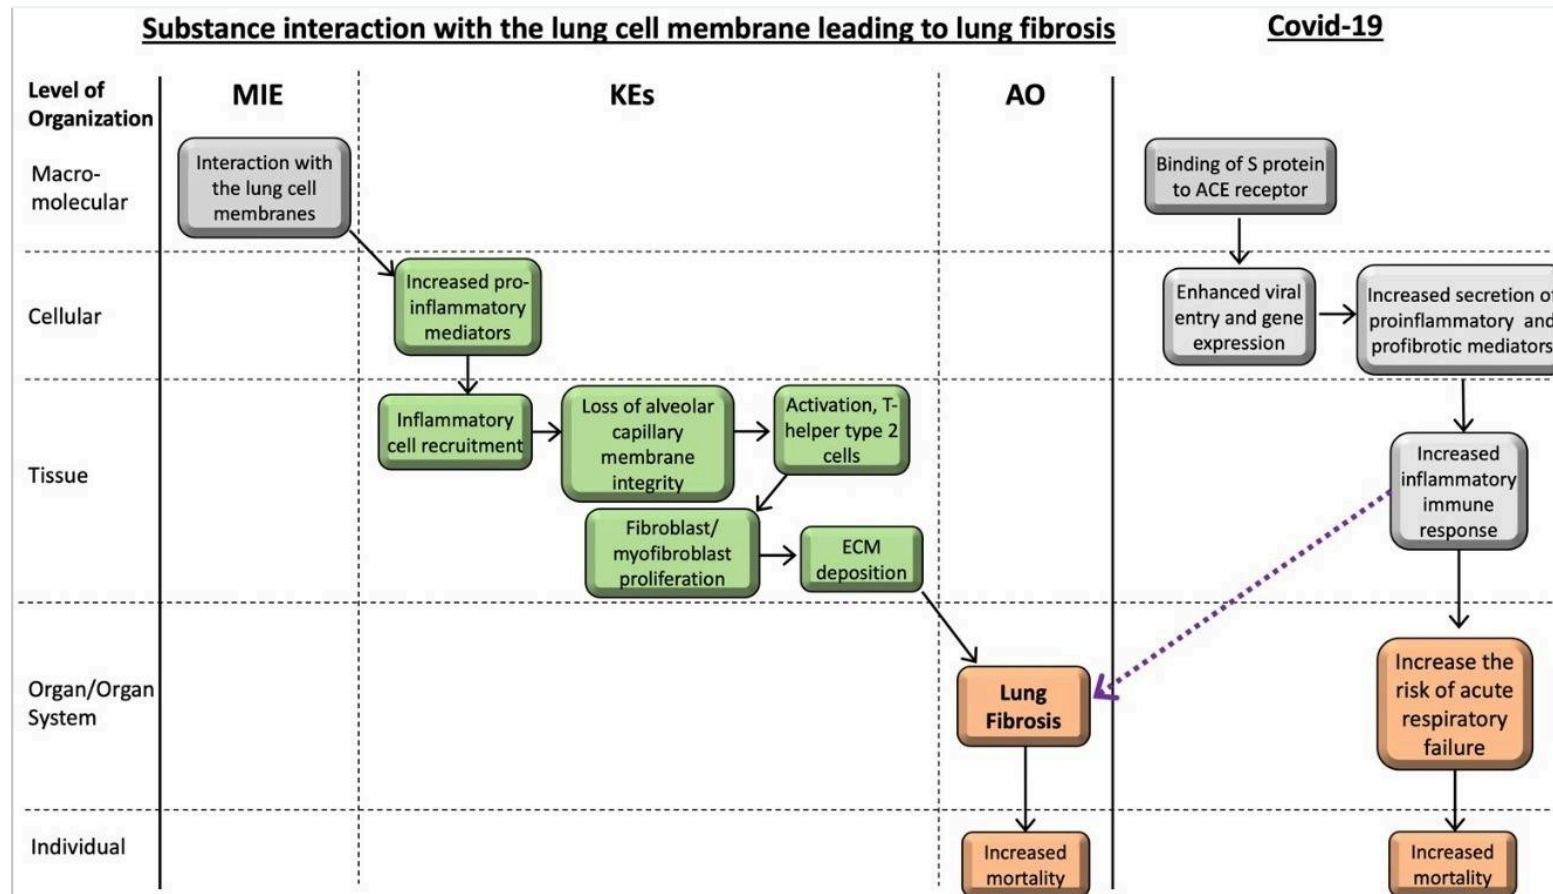 Substance interaction with the lung cell membrane leading to lung fibrosis
Covid-19
Level of
Organization
MIE
KEs
AO
Macro-
molecular
Interaction with
the lung cell
membranes
Binding of S protein
to ACE receptor
Cellular
Increased pro-
inflammatory
mediators
Enhanced viral
entry and gene
expression
Increased secretion of
proinflammatory and
profibrotic mediators
Tissue
Inflammatory
cell recruitment
Loss of alveolar
capillary
membrane
integrity
Activation, T-
helper type 2
cells
Fibroblast/
myofibroblast
proliferation
ECM
deposition
Increased
inflammatory
immune
response
Organ/Organ
System
Lung
Fibrosis
Increase the
risk of acute
respiratory
failure
Individual
Increased
mortality
Increased
mortality